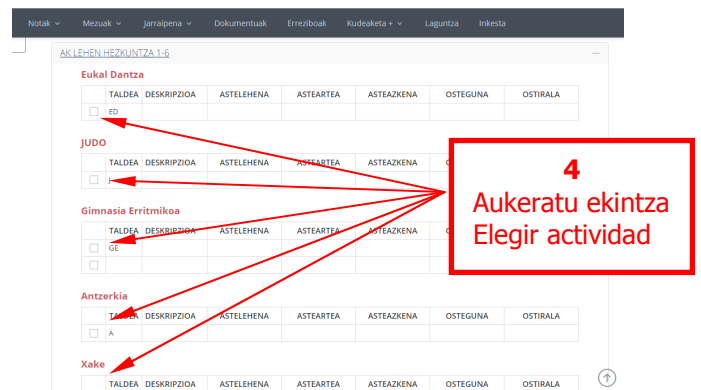 Notak Mezuak Jarraipena Dokumentuak Erreziboak Kudeaketa + Laguntza Inkesta
AK LEHEN HEZKUNTZA 1-6
Eukal Dantza
TALDEA DESKRIPZIOA ASTELEHENA ASTEARTEA ASTEAZKENA OSTEGUNA OSTIRALA
ED
JUDO
TALDEA DESKRIPZIOA ASTELEHENA ASTEARTEA ASTEAZKENA
J
Gimnasia Erritmikoa
TALDEA DESKRIPZIOA ASTELEHENA ASTEARTEA ASTEAZKENA
GE
4
Aukeratu ekintza
Elegir actividad
Antzerkia
TALDEA DESKRIPZIOA ASTELEHENA ASTEARTEA ASTEAZKENA OSTEGUNA OSTIRALA
A
Xake
TALDEA DESKRIPZIOA ASTELEHENA ASTEARTEA ASTEAZKENA OSTEGUNA OSTIRALA